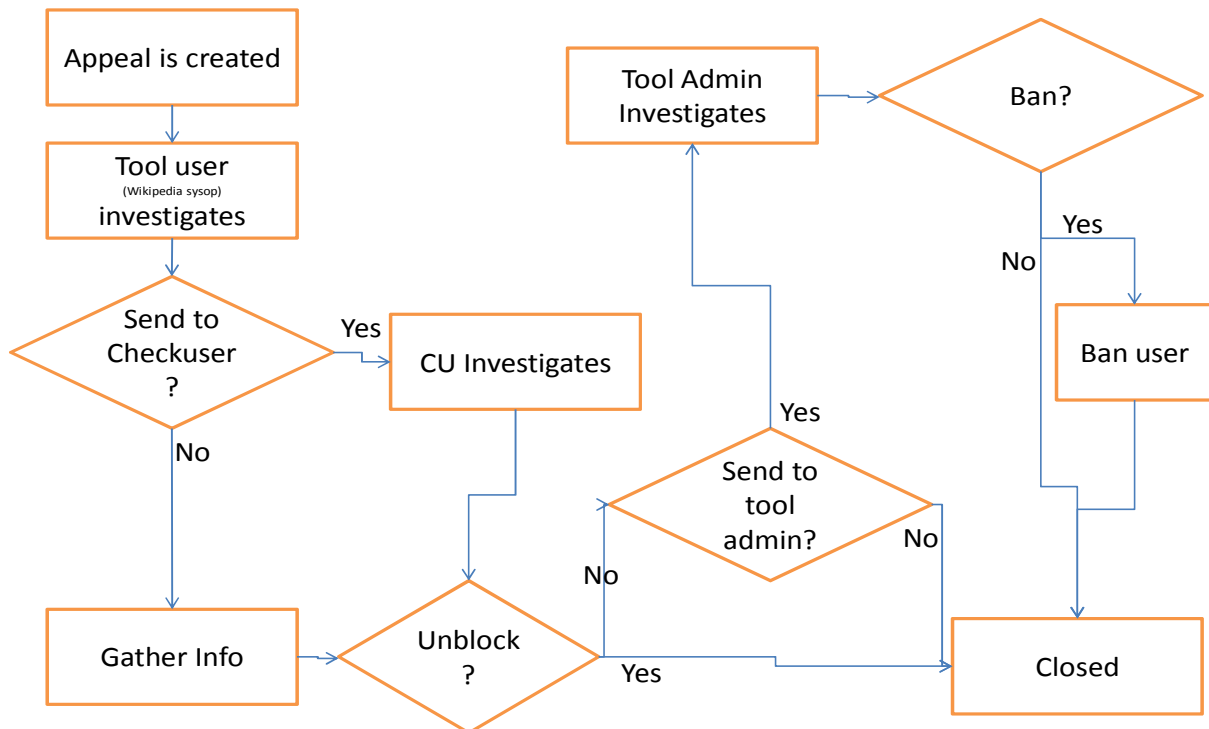 Appeal is created
Tool user
(Wikipedia sysop)
investigates
Send to
Checkuser
?
Yes
No
CU Investigates
Gather Info
Unblock
?
No
Yes
Send to
tool
admin?
Yes
No
Tool Admin
Investigates
Ban?
Yes
No
Ban user
Closed